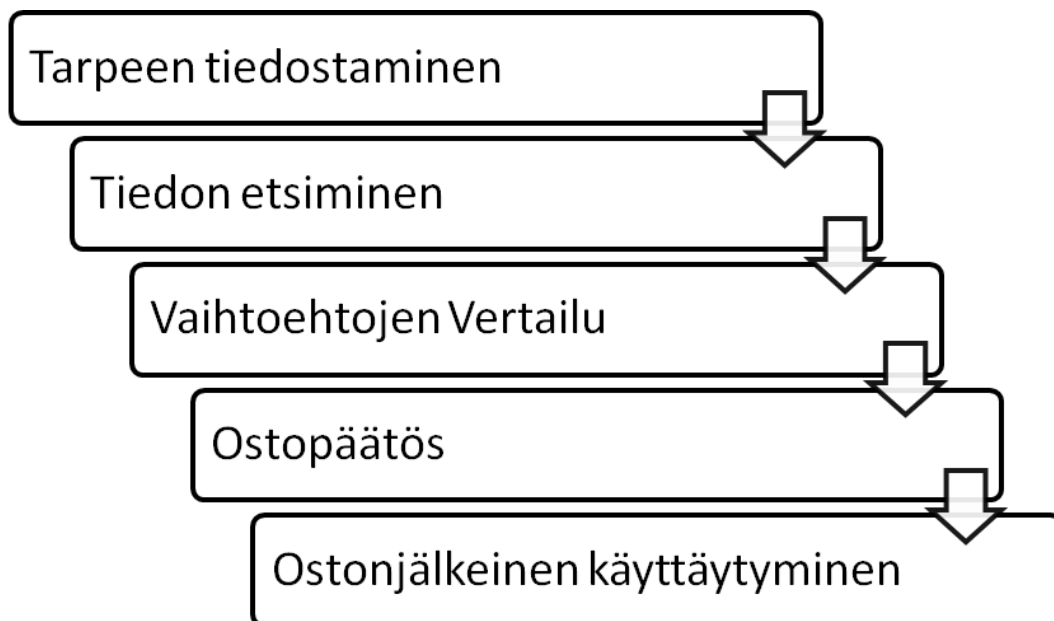 Tarpeen tiedostaminen
Tiedon etsiminen
Vaihtoehtojen Vertailu
Ostopäätös
Ostonjälkeinen käyttäytyminen